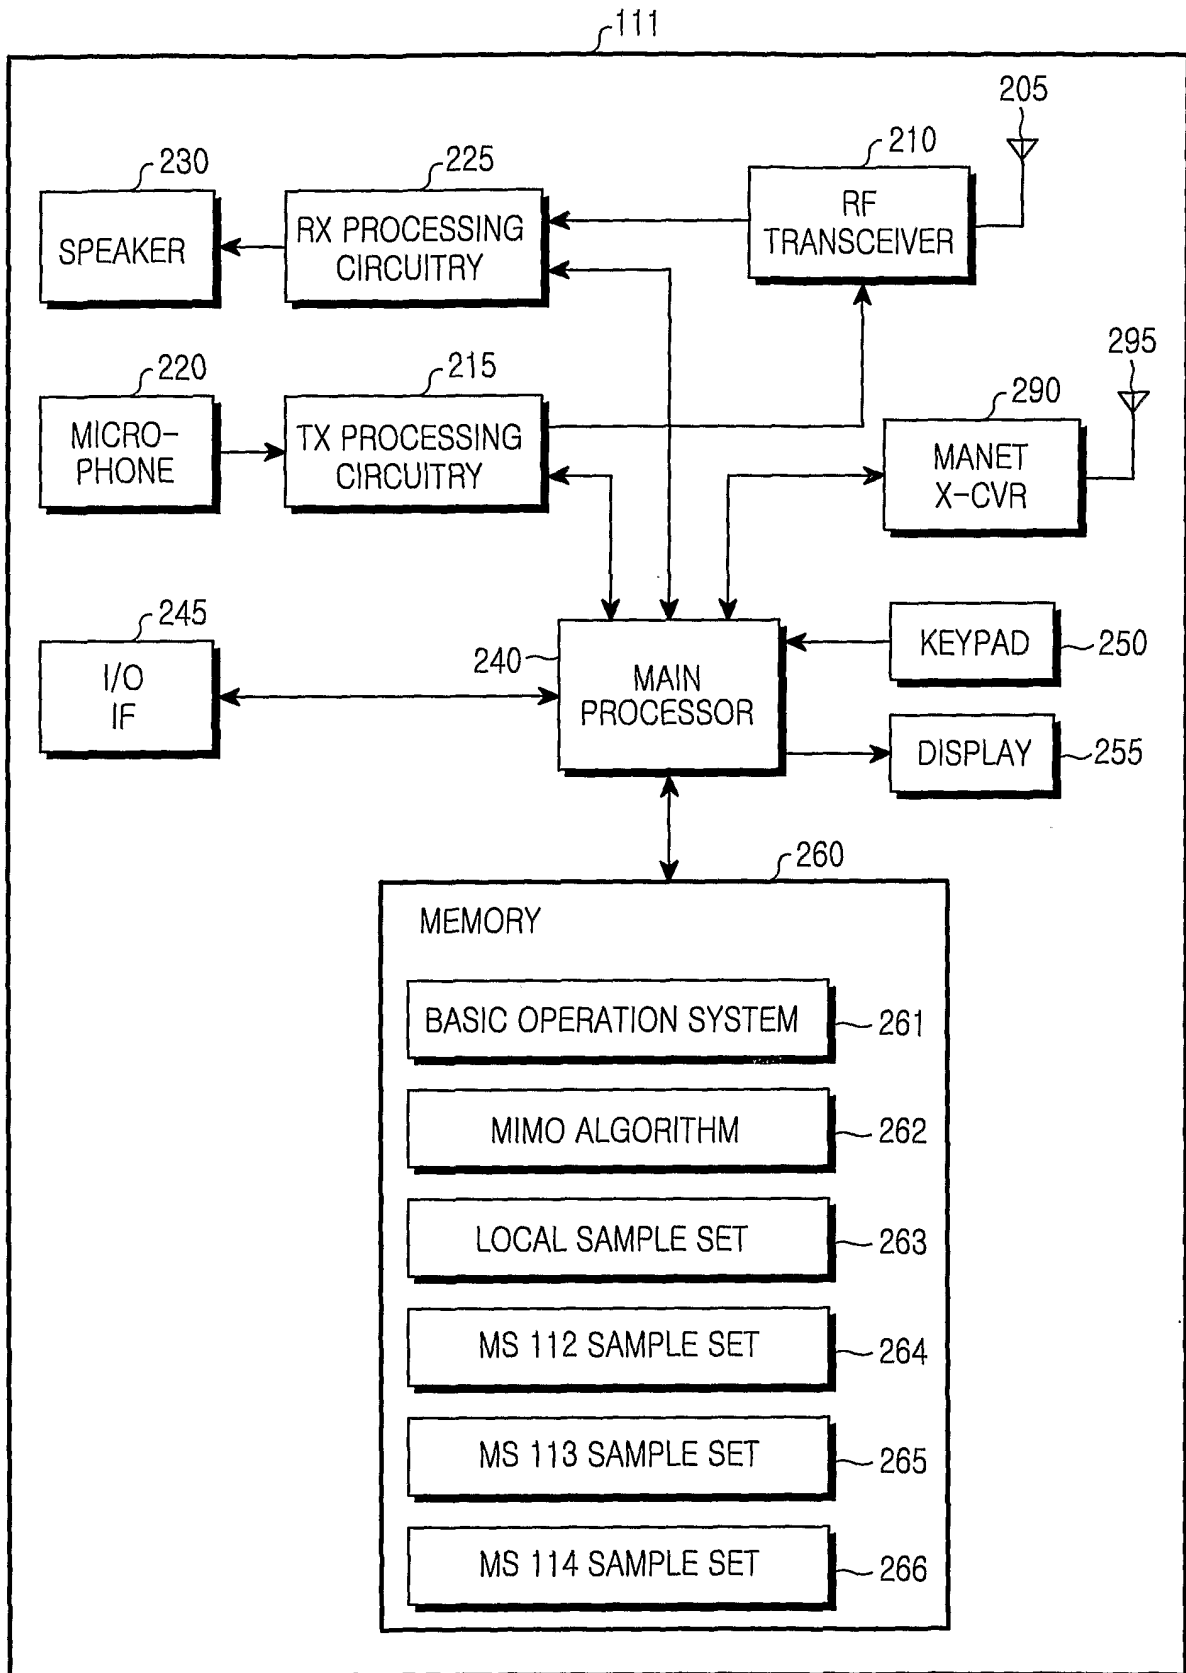 111
205
230
225
210
SPEAKER
RX PROCESSING
CIRCUITRY
RF
TRANSCEIVER
295
220
215
290
MICRO-
PHONE
TX PROCESSING
CIRCUITRY
MANET
X-CVR
245
I/O
IF
240
MAIN
PROCESSOR
KEYPAD
250
DISPLAY
255
260
MEMORY
BASIC OPERATION SYSTEM
261
MIMO ALGORITHM
262
LOCAL SAMPLE SET
263
MS 112 SAMPLE SET
264
MS 113 SAMPLE SET
265
MS 114 SAMPLE SET
266